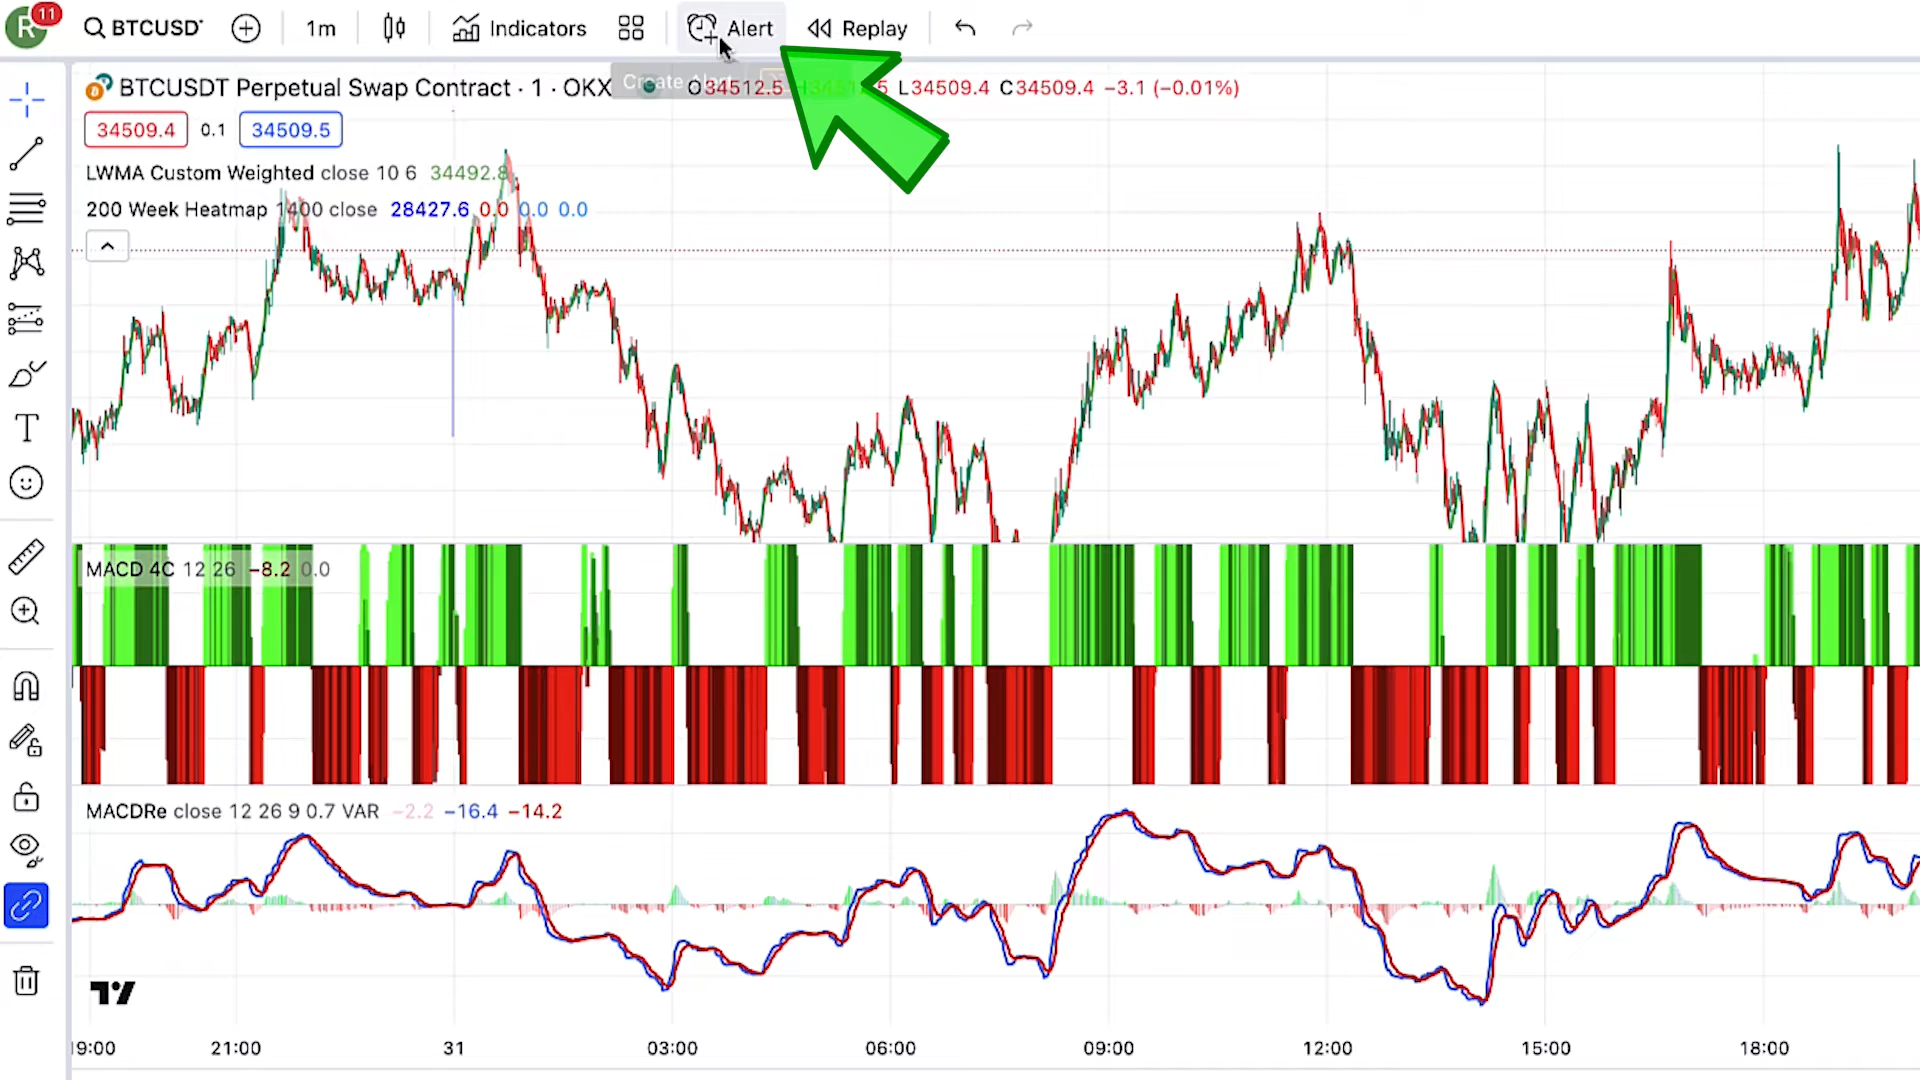 R 11 BTCUSDT 1m Indicators Alert Replay
Create Alert
BTCUSDT Perpetual Swap Contract · 1 · OKX O34512.5 L34509.4 C34509.4 −3.1 (−0.01%)
34509.4 0.1 34509.5
LWMA Custom Weighted close 10 6 34492.8
200 Week Heatmap 1400 close 28427.6 0.0 0.0 0.0
MACD 4C 12 26 −8.2 0.0
MACDRe close 12 26 9 0.7 VAR −2.2 −16.4 −14.2
19:00 21:00 31 03:00 06:00 09:00 12:00 15:00 18:00